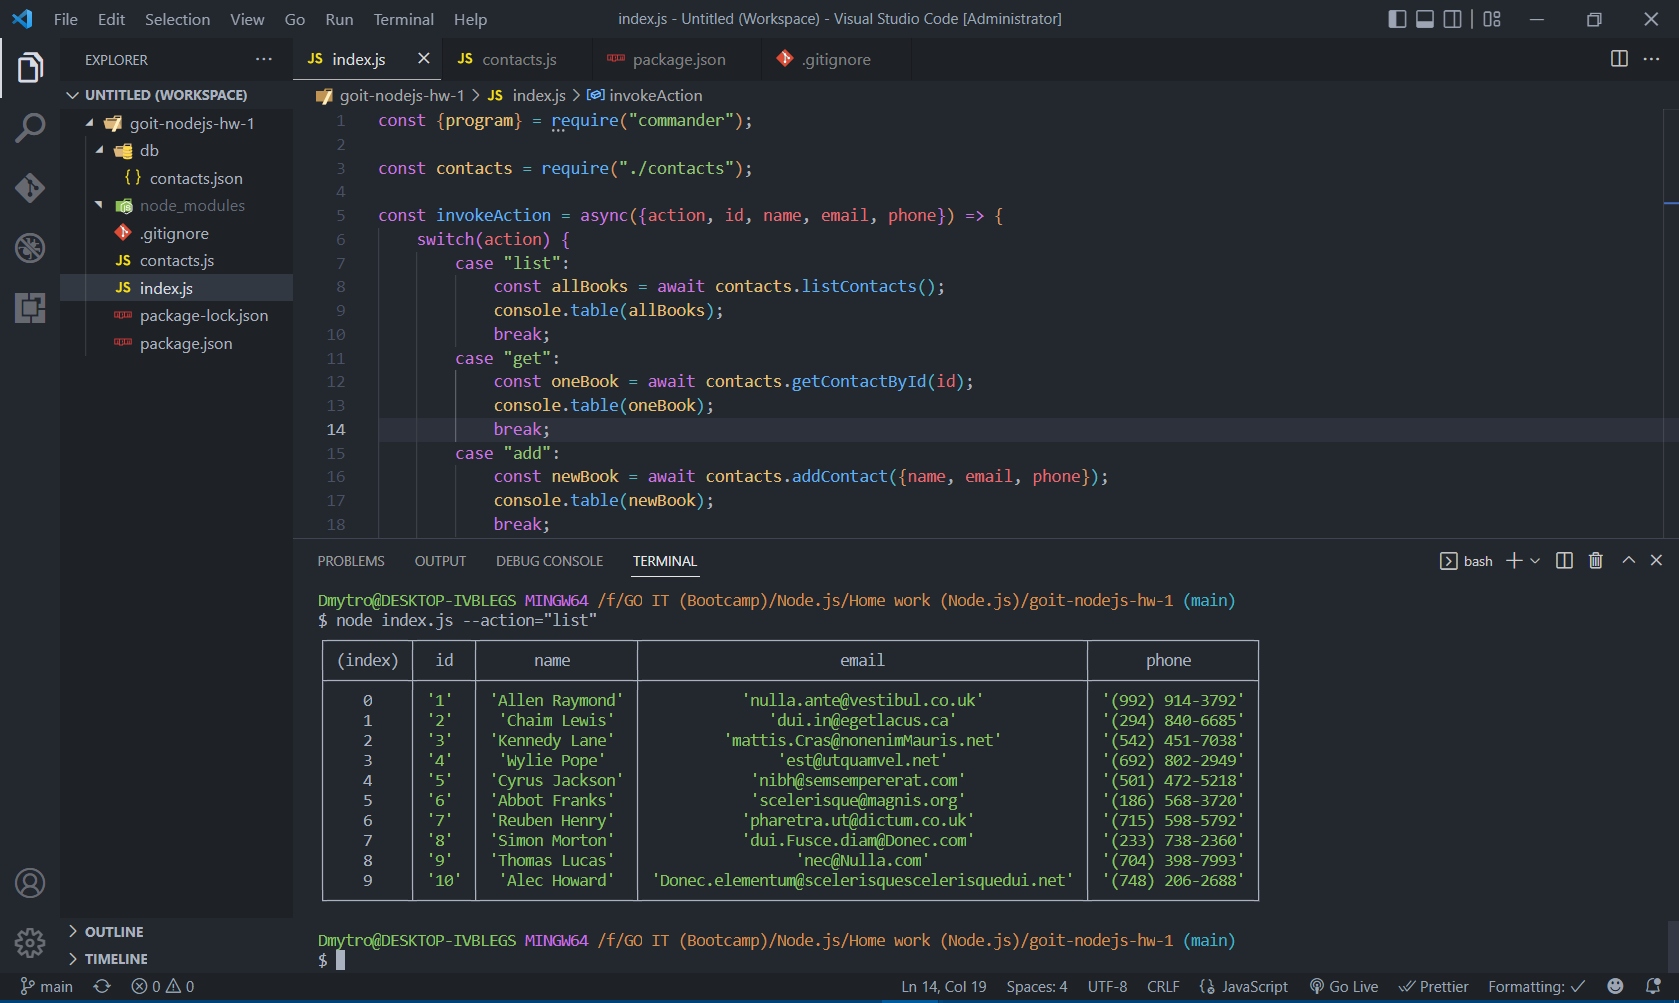 File Edit Selection View Go Run Terminal Help
index.js - Untitled (Workspace) - Visual Studio Code [Administrator]
EXPLORER
UNTITLED (WORKSPACE)
goit-nodejs-hw-1
db
{} contacts.json
node_modules
.gitignore
JS contacts.js
JS index.js
package-lock.json
package.json
OUTLINE
TIMELINE
JS index.js
JS contacts.js
package.json
.gitignore
goit-nodejs-hw-1 > JS index.js > invokeAction
1 const {program} = require("commander");
2
3 const contacts = require("./contacts");
4
5 const invokeAction = async({action, id, name, email, phone}) => {
6 switch(action) {
7 case "list":
8 const allBooks = await contacts.listContacts();
9 console.table(allBooks);
10 break;
11 case "get":
12 const oneBook = await contacts.getContactById(id);
13 console.table(oneBook);
14 break;
15 case "add":
16 const newBook = await contacts.addContact({name, email, phone});
17 console.table(newBook);
18 break;
PROBLEMS OUTPUT DEBUG CONSOLE TERMINAL
bash
Dmytro@DESKTOP-IVBLEGS MINGW64 /f/GO IT (Bootcamp)/Node.js/Home work (Node.js)/goit-nodejs-hw-1 (main)
$ node index.js --action="list"
(index) id name email phone
0 '1' 'Allen Raymond' 'nulla.ante@vestibul.co.uk' '(992) 914-3792'
1 '2' 'Chaim Lewis' 'dui.in@egetlacus.ca' '(294) 840-6685'
2 '3' 'Kennedy Lane' 'mattis.Cras@nonenimMauris.net' '(542) 451-7038'
3 '4' 'Wylie Pope' 'est@utquamvel.net' '(692) 802-2949'
4 '5' 'Cyrus Jackson' 'nibh@semsempererat.com' '(501) 472-5218'
5 '6' 'Abbot Franks' 'scelerisque@magnis.org' '(186) 568-3720'
6 '7' 'Reuben Henry' 'pharetra.ut@dictum.co.uk' '(715) 598-5792'
7 '8' 'Simon Morton' 'dui.Fusce.diam@Donec.com' '(233) 738-2360'
8 '9' 'Thomas Lucas' 'nec@Nulla.com' '(704) 398-7993'
9 '10' 'Alec Howard' 'Donec.elementum@scelerisquescelerisquedui.net' '(748) 206-2688'
Dmytro@DESKTOP-IVBLEGS MINGW64 /f/GO IT (Bootcamp)/Node.js/Home work (Node.js)/goit-nodejs-hw-1 (main)
$
main 0 0 Ln 14, Col 19 Spaces: 4 UTF-8 CRLF JavaScript Go Live Prettier Formatting: ✓